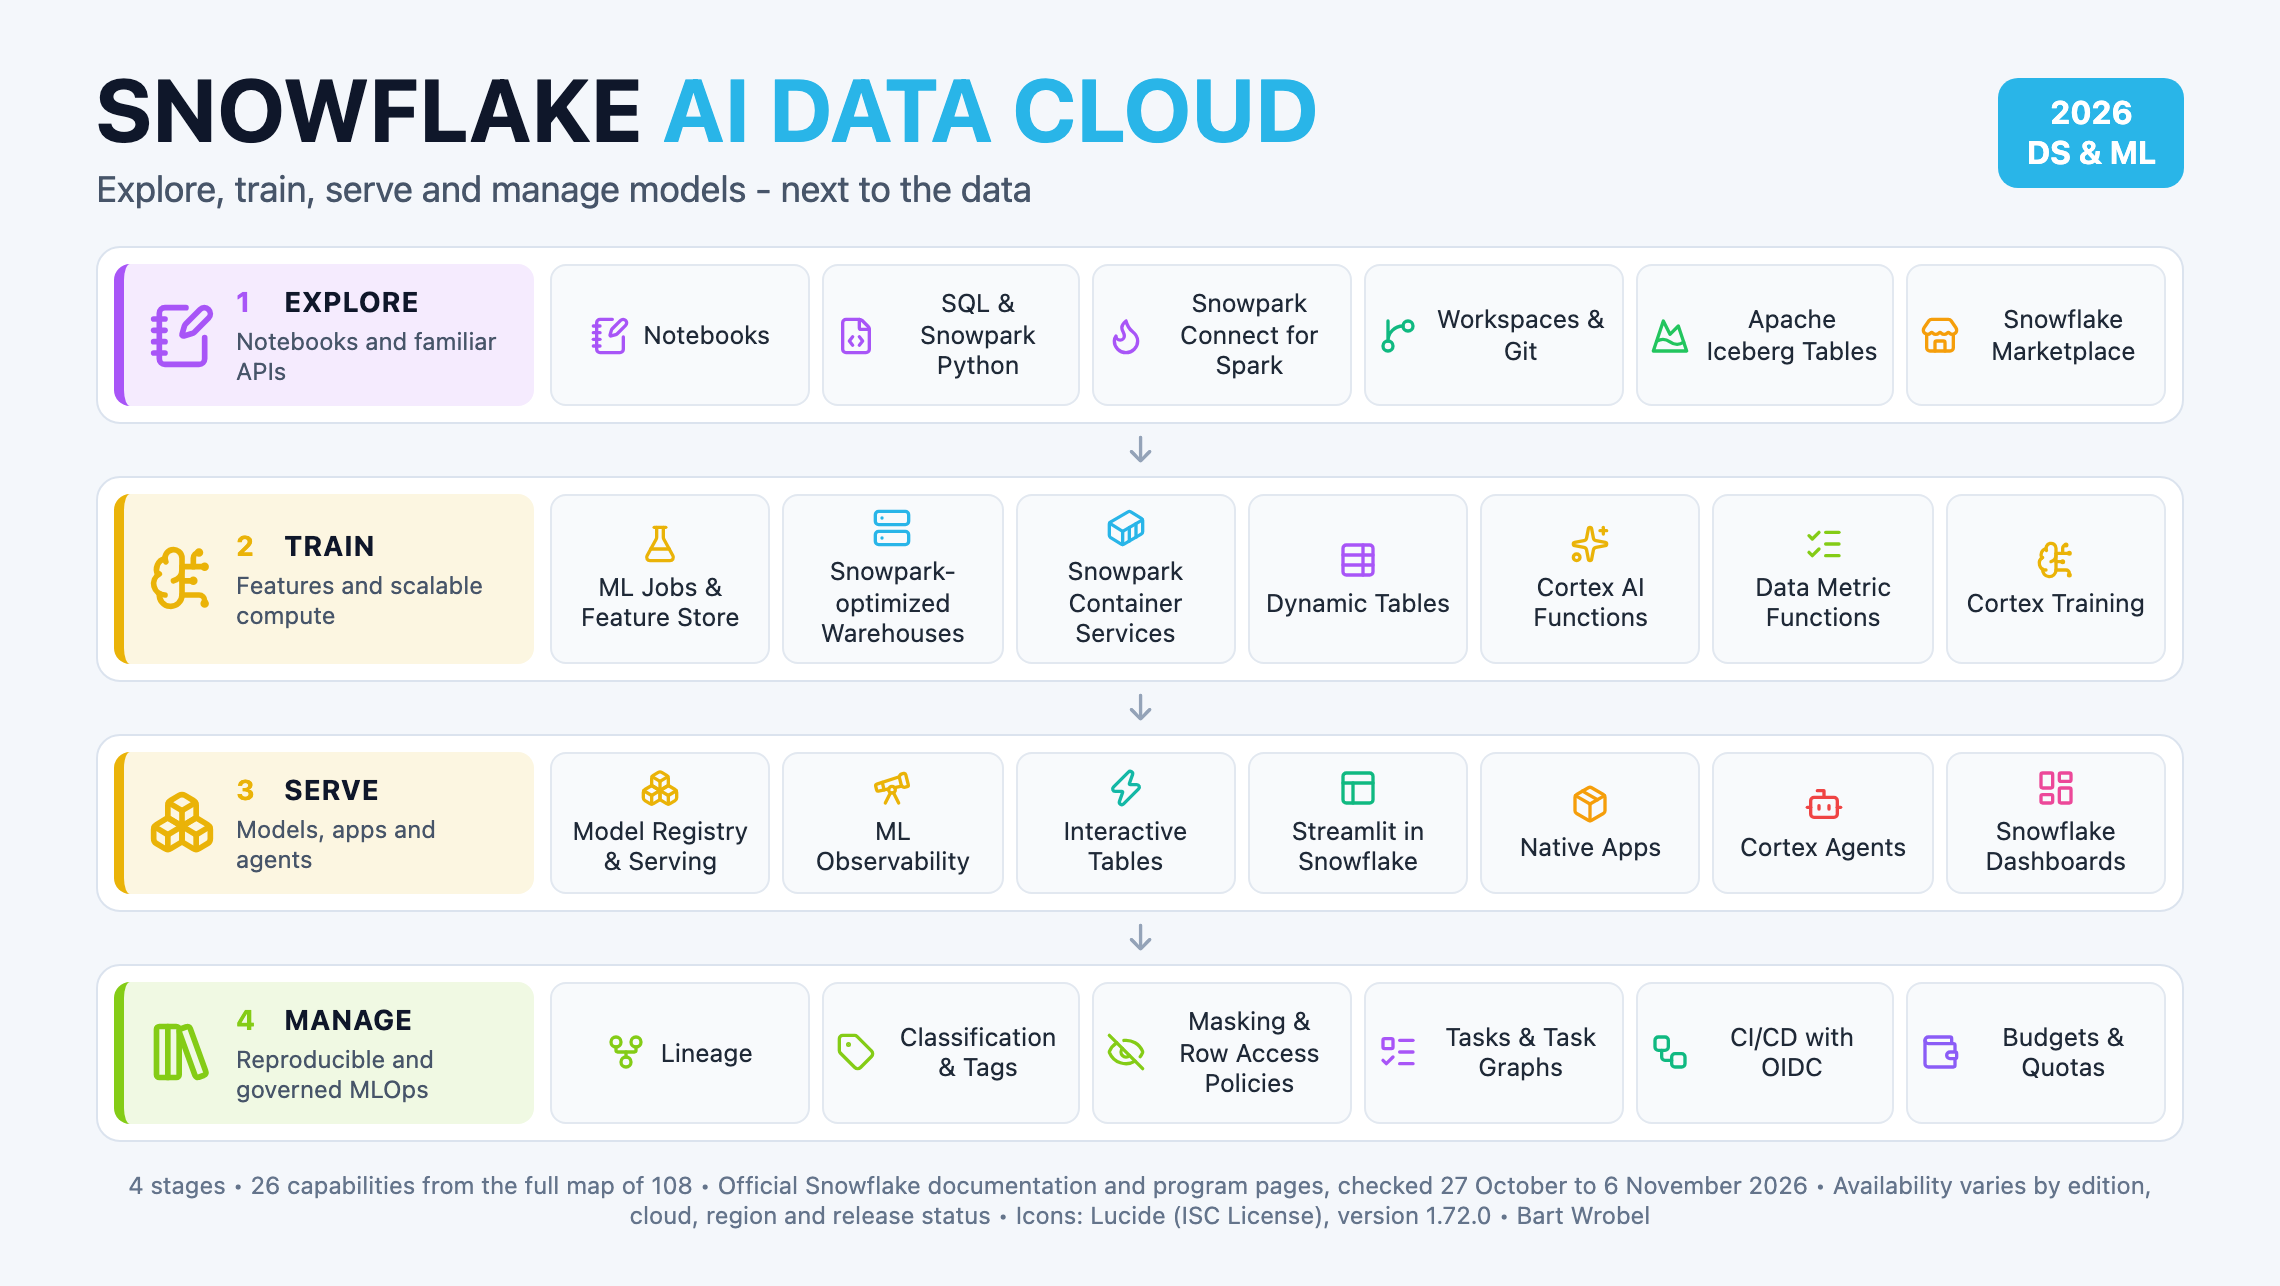 SNOWFLAKE AI DATA CLOUD
Explore, train, serve and manage models - next to the data
2026
DS & ML
1 EXPLORE
Notebooks and familiar
APIs
Notebooks
SQL &
Snowpark
Python
Snowpark
Connect for
Spark
Workspaces &
Git
Apache
Iceberg Tables
Snowflake
Marketplace
2 TRAIN
Features and scalable
compute
ML Jobs &
Feature Store
Snowpark-
optimized
Warehouses
Snowpark
Container
Services
Dynamic Tables
Cortex AI
Functions
Data Metric
Functions
Cortex Training
3 SERVE
Models, apps and
agents
Model Registry
& Serving
ML
Observability
Interactive
Tables
Streamlit in
Snowflake
Native Apps
Cortex Agents
Snowflake
Dashboards
4 MANAGE
Reproducible and
governed MLOps
Lineage
Classification
& Tags
Masking &
Row Access
Policies
Tasks & Task
Graphs
CI/CD with
OIDC
Budgets &
Quotas
4 stages • 26 capabilities from the full map of 108 • Official Snowflake documentation and program pages, checked 27 October to 6 November 2026 • Availability varies by edition,
cloud, region and release status • Icons: Lucide (ISC License), version 1.72.0 • Bart Wrobel